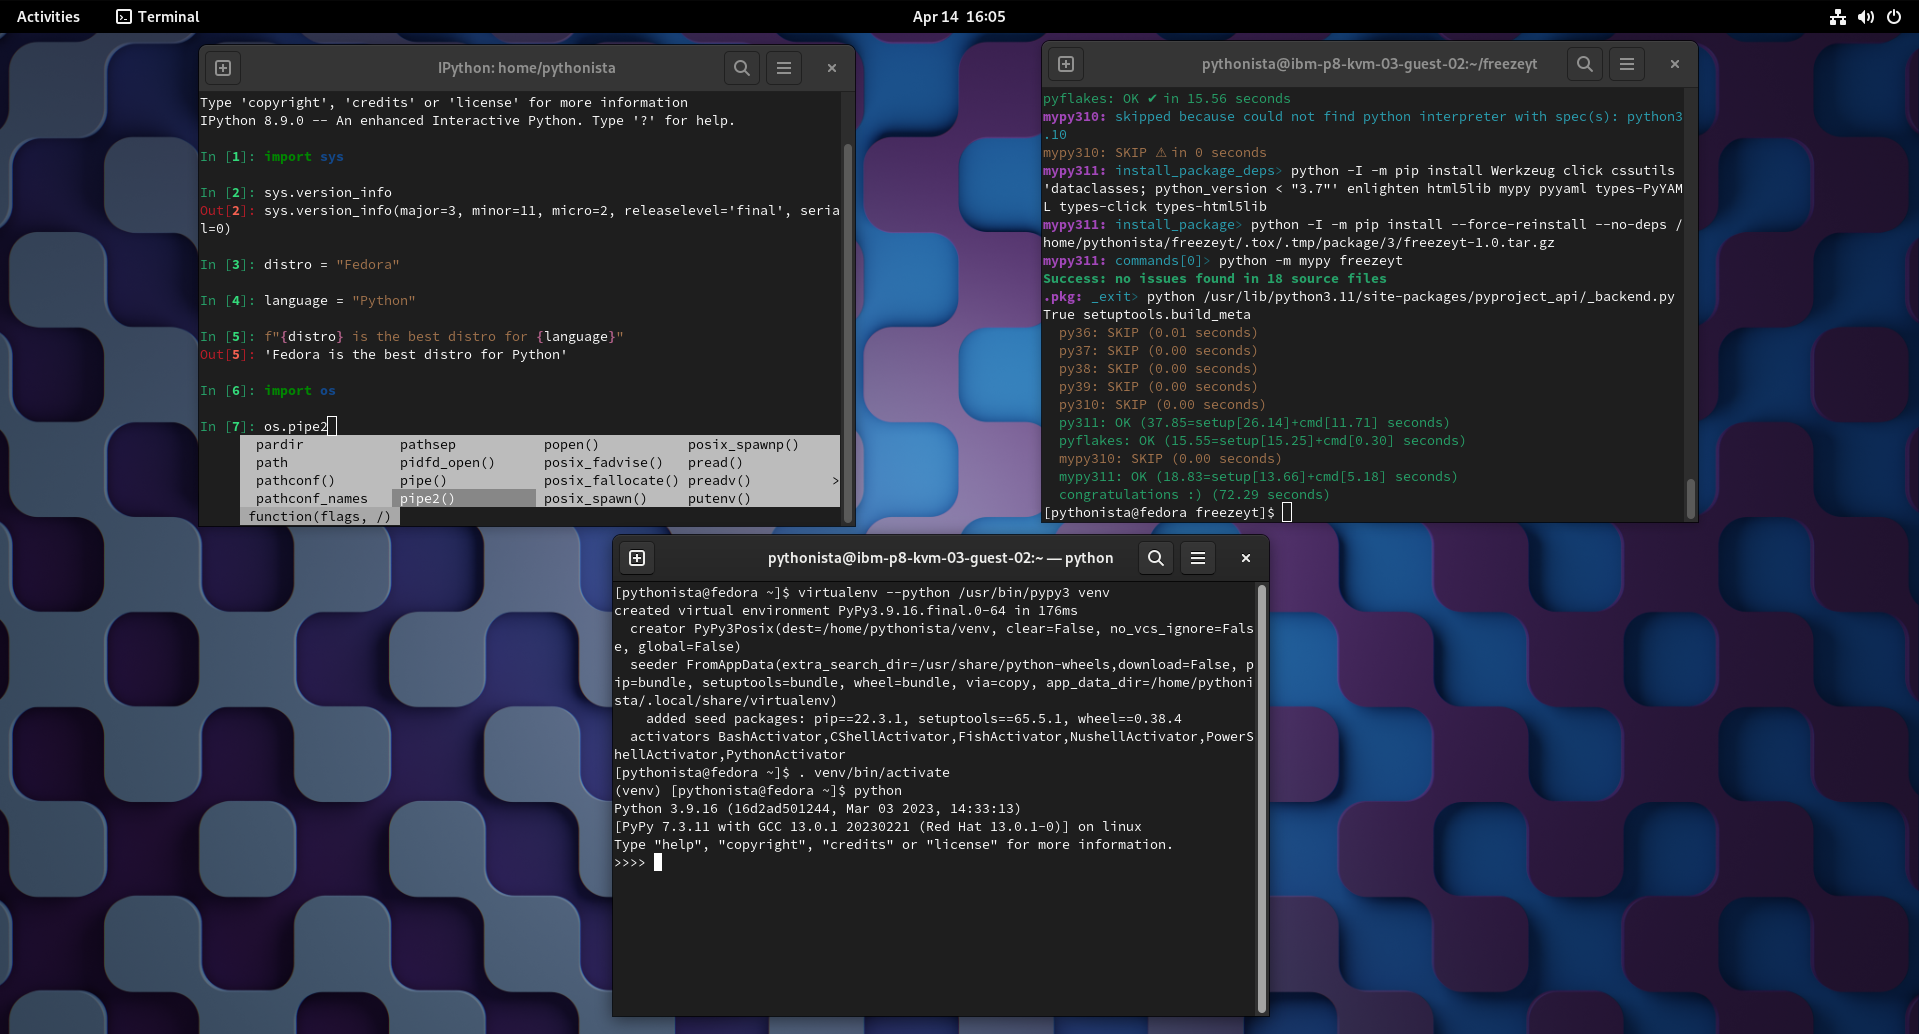 Activities
Terminal
Apr 14 16:05
IPython: home/pythonista
Type 'copyright', 'credits' or 'license' for more information
IPython 8.9.0 -- An enhanced Interactive Python. Type '?' for help.
In [1]: import sys
In [2]: sys.version_info
Out[2]: sys.version_info(major=3, minor=11, micro=2, releaselevel='final', seria
l=0)
In [3]: distro = "Fedora"
In [4]: language = "Python"
In [5]: f"{distro} is the best distro for {language}"
Out[5]: 'Fedora is the best distro for Python'
In [6]: import os
In [7]: os.pipe2
pardir pathsep popen() posix_spawnp()
path pidfd_open() posix_fadvise() pread()
pathconf() pipe() posix_fallocate() preadv() >
pathconf_names pipe2() posix_spawn() putenv()
function(flags, /)
pythonista@ibm-p8-kvm-03-guest-02:~/freezeyt
pyflakes: OK ✔ in 15.56 seconds
mypy310: skipped because could not find python interpreter with spec(s): python3
.10
mypy310: SKIP ⚠ in 0 seconds
mypy311: install_package_deps> python -I -m pip install Werkzeug click cssutils
'dataclasses; python_version < "3.7"' enlighten html5lib mypy pyyaml types-PyYAM
L types-click types-html5lib
mypy311: install_package> python -I -m pip install --force-reinstall --no-deps /
home/pythonista/freezeyt/.tox/.tmp/package/3/freezeyt-1.0.tar.gz
mypy311: commands[0]> python -m mypy freezeyt
Success: no issues found in 18 source files
.pkg: _exit> python /usr/lib/python3.11/site-packages/pyproject_api/_backend.py
True setuptools.build_meta
py36: SKIP (0.01 seconds)
py37: SKIP (0.00 seconds)
py38: SKIP (0.00 seconds)
py39: SKIP (0.00 seconds)
py310: SKIP (0.00 seconds)
py311: OK (37.85=setup[26.14]+cmd[11.71] seconds)
pyflakes: OK (15.55=setup[15.25]+cmd[0.30] seconds)
mypy310: SKIP (0.00 seconds)
mypy311: OK (18.83=setup[13.66]+cmd[5.18] seconds)
congratulations :) (72.29 seconds)
[pythonista@fedora freezeyt]$
pythonista@ibm-p8-kvm-03-guest-02:~ — python
[pythonista@fedora ~]$ virtualenv --python /usr/bin/pypy3 venv
created virtual environment PyPy3.9.16.final.0-64 in 176ms
creator PyPy3Posix(dest=/home/pythonista/venv, clear=False, no_vcs_ignore=Fals
e, global=False)
seeder FromAppData(extra_search_dir=/usr/share/python-wheels,download=False, p
ip=bundle, setuptools=bundle, wheel=bundle, via=copy, app_data_dir=/home/pythoni
sta/.local/share/virtualenv)
added seed packages: pip==22.3.1, setuptools==65.5.1, wheel==0.38.4
activators BashActivator,CShellActivator,FishActivator,NushellActivator,PowerS
hellActivator,PythonActivator
[pythonista@fedora ~]$ . venv/bin/activate
(venv) [pythonista@fedora ~]$ python
Python 3.9.16 (16d2ad501244, Mar 03 2023, 14:33:13)
[PyPy 7.3.11 with GCC 13.0.1 20230221 (Red Hat 13.0.1-0)] on linux
Type "help", "copyright", "credits" or "license" for more information.
>>>>